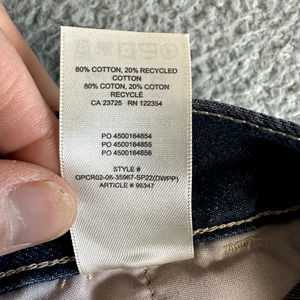 80% COTTON, 20% RECYCLED
COTTON
80% COTON, 20% COTON
RECYCLÉ
CA 23725 RN 122354
PO 4500164854
PO 4500164855
PO 4500164856
STYLE #
OPCR02-08-35967-SP22(DWPP)
ARTICLE # 96347